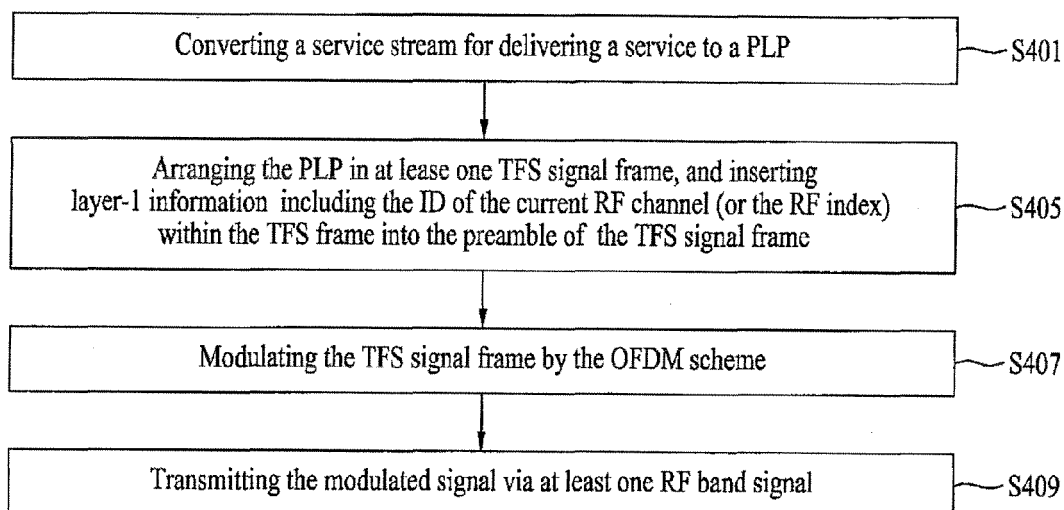 Converting a service stream for delivering a service to a PLP
S401
Arranging the PLP in at lease one TFS signal frame, and inserting
layer-1 information including the ID of the current RF channel (or the RF index)
within the TFS frame into the preamble of the TFS signal frame
S405
Modulating the TFS signal frame by the OFDM scheme
S407
Transmitting the modulated signal via at least one RF band signal
S409